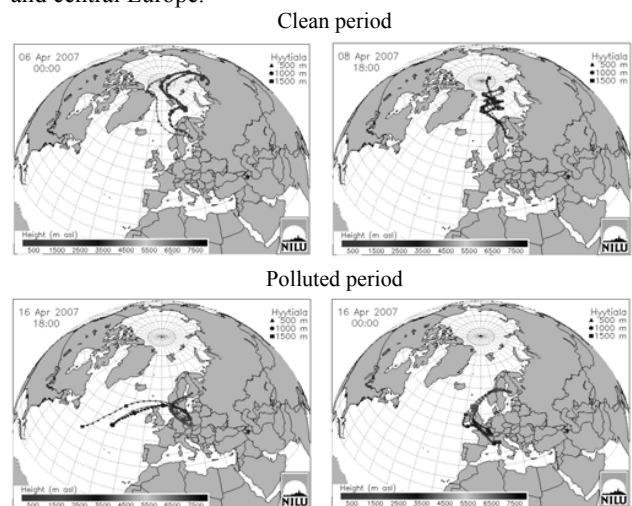 and central Europe.
Clean period
06 Apr 2007
00:00
Hyytiala
▲ 500 m
● 1000 m
■ 1500 m
Height (m asl)
500 1500 2500 3500 4500 5500 6500 7500
NILU
08 Apr 2007
18:00
Hyytiala
▲ 500 m
● 1000 m
■ 1500 m
Height (m asl)
500 1500 2500 3500 4500 5500 6500 7500
NILU
Polluted period
16 Apr 2007
18:00
Hyytiala
▲ 500 m
● 1000 m
■ 1500 m
Height (m asl)
500 1500 2500 3500 4500 5500 6500 7500
NILU
16 Apr 2007
00:00
Hyytiala
▲ 500 m
● 1000 m
■ 1500 m
Height (m asl)
500 1500 2500 3500 4500 5500 6500 7500
NILU